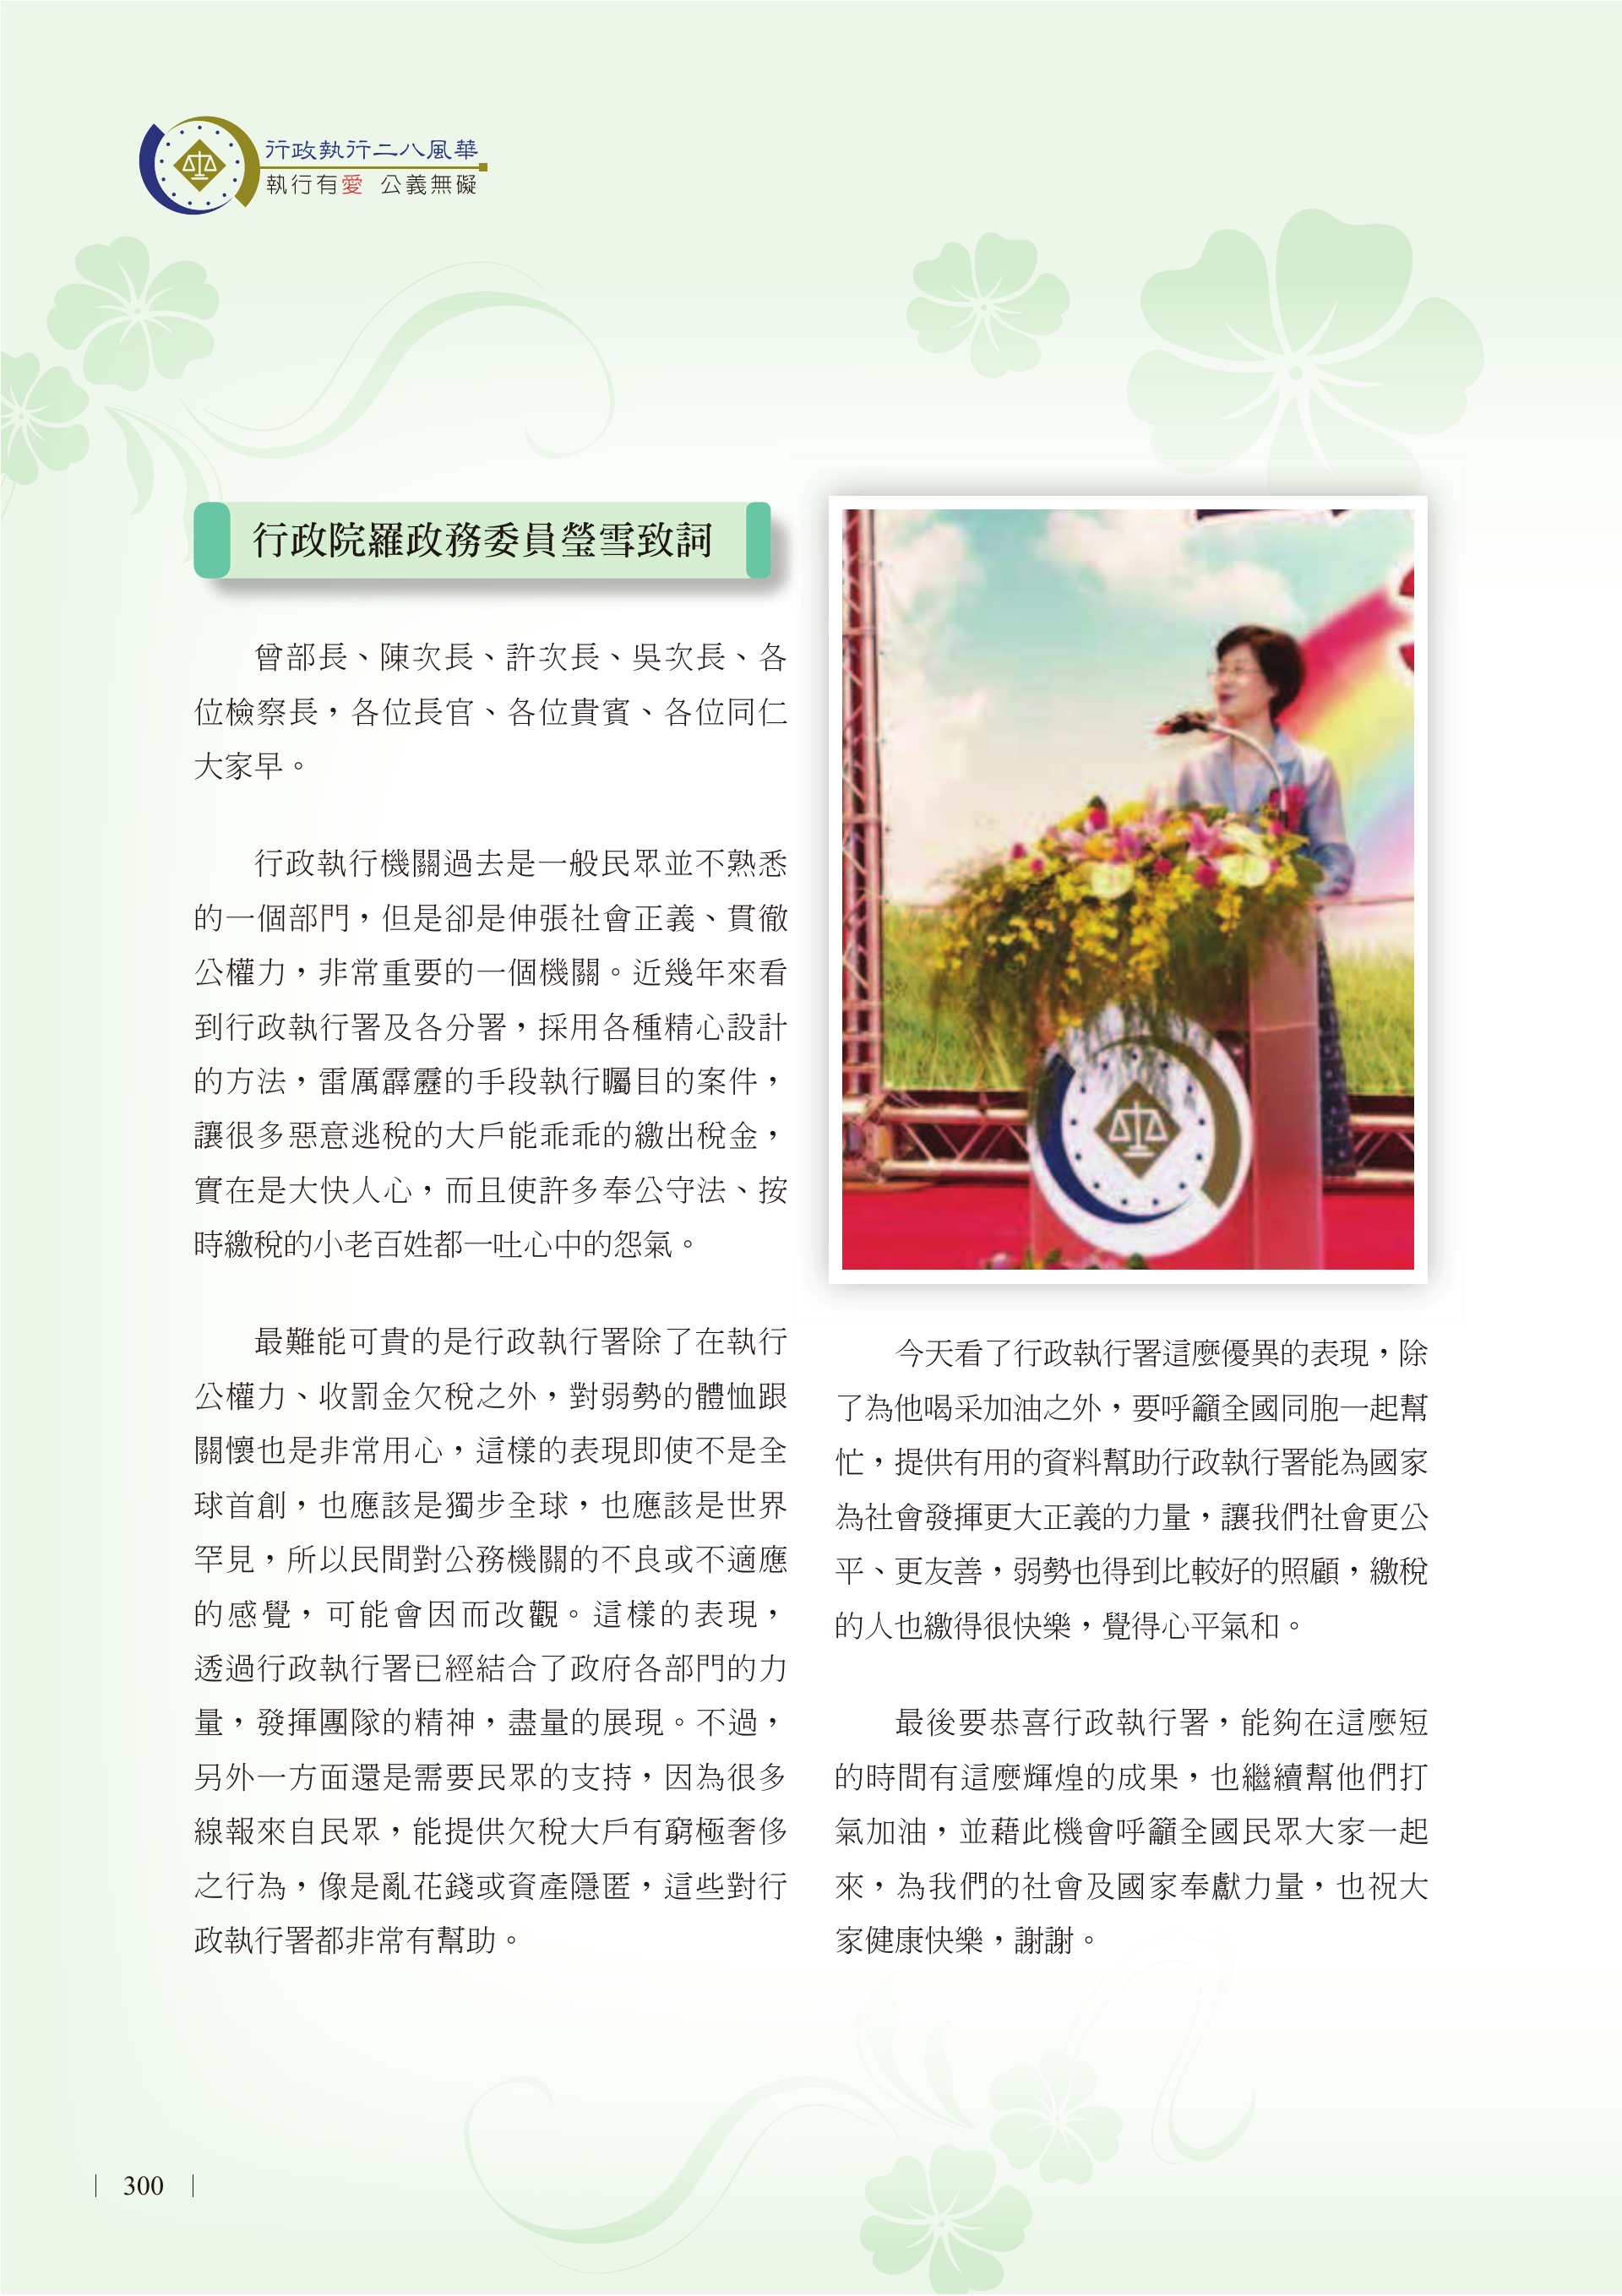 行政執行二八風華
執行有愛 公義無礙
行政院羅政務委員瑩雪致詞
曾部長、陳次長、許次長、吳次長、各
位檢察長，各位長官、各位貴賓、各位同仁
大家早。
行政執行機關過去是一般民眾並不熟悉
的一個部門，但是卻是伸張社會正義、貫徹
公權力，非常重要的一個機關。近幾年來看
到行政執行署及各分署，採用各種精心設計
的方法，雷厲霹靂的手段執行矚目的案件，
讓很多惡意逃稅的大戶能乖乖的繳出稅金，
實在是大快人心，而且使許多奉公守法、按
時繳稅的小老百姓都一吐心中的怨氣。
最難能可貴的是行政執行署除了在執行
公權力、收罰金欠稅之外，對弱勢的體恤跟
關懷也是非常用心，這樣的表現即使不是全
球首創，也應該是獨步全球，也應該是世界
罕見，所以民間對公務機關的不良或不適應
的感覺，可能會因而改觀。這樣的表現，
透過行政執行署已經結合了政府各部門的力
量，發揮團隊的精神，盡量的展現。不過，
另外一方面還是需要民眾的支持，因為很多
線報來自民眾，能提供欠稅大戶有窮極奢侈
之行為，像是亂花錢或資產隱匿，這些對行
政執行署都非常有幫助。
今天看了行政執行署這麼優異的表現，除
了為他喝采加油之外，要呼籲全國同胞一起幫
忙，提供有用的資料幫助行政執行署能為國家
為社會發揮更大正義的力量，讓我們社會更公
平、更友善，弱勢也得到比較好的照顧，繳稅
的人也繳得很快樂，覺得心平氣和。
最後要恭喜行政執行署，能夠在這麼短
的時間有這麼輝煌的成果，也繼續幫他們打
氣加油，並藉此機會呼籲全國民眾大家一起
來，為我們的社會及國家奉獻力量，也祝大
家健康快樂，謝謝。
300